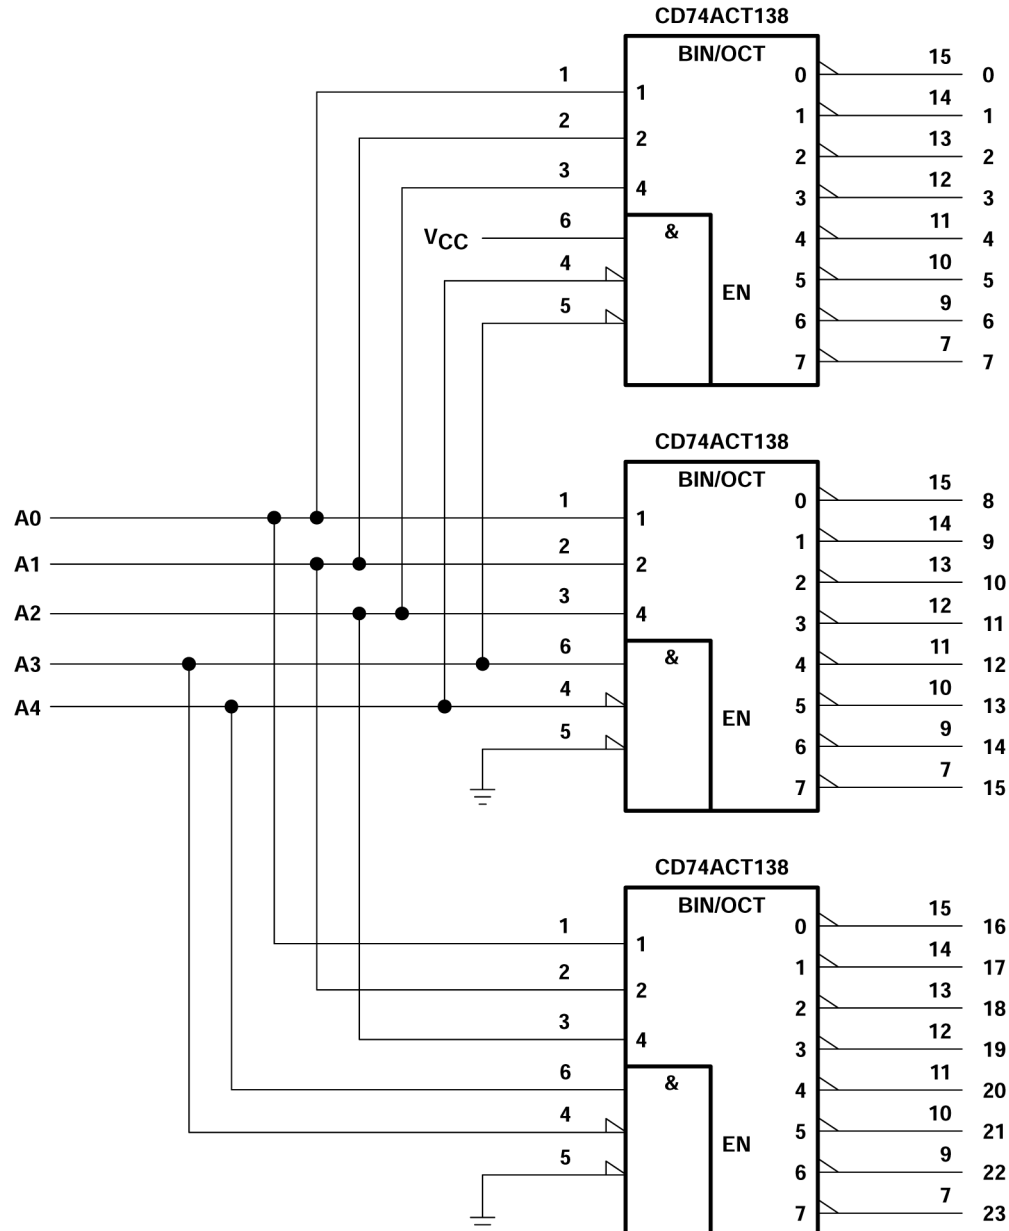 CD74ACT138
BIN/OCT
1 1 0 15 0
1 14 1
2 2 2 13 2
3 4 3 12 3
VCC 6 & 4 11 4
4 EN 5 10 5
5 6 9 6
7 7 7
CD74ACT138
BIN/OCT
0 15 8
A0 1 1 1 14 9
A1 2 2 2 13 10
A2 3 4 3 12 11
A3 6 & 4 11 12
A4 4 EN 5 10 13
5 6 9 14
7 7 15
CD74ACT138
BIN/OCT
0 15 16
1 1 1 14 17
2 2 2 13 18
3 4 3 12 19
6 & 4 11 20
4 EN 5 10 21
5 6 9 22
7 7 23